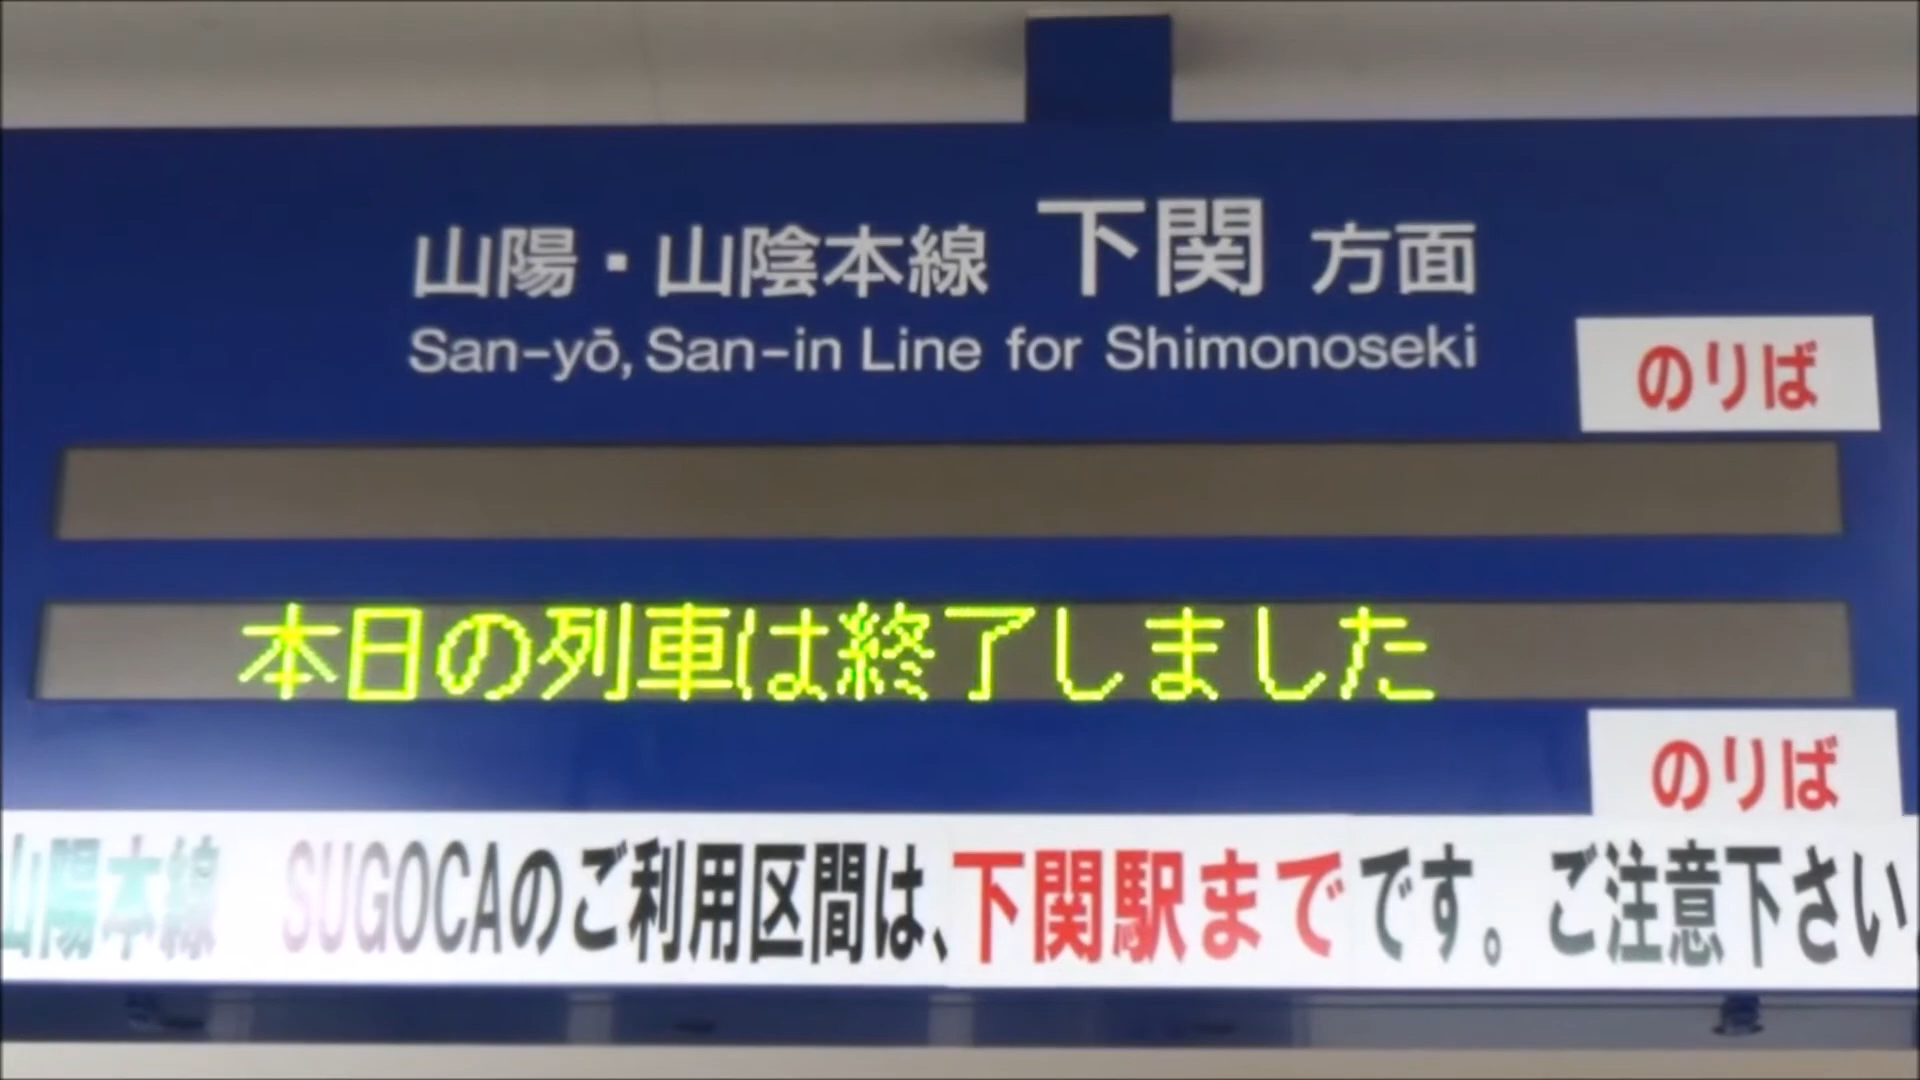 山陽・山陰本線 下関 方面
San-yō, San-in Line for Shimonoseki
のりば
本日の列車は終了しました
のりば
山陽本線 SUGOCAのご利用区間は、下関駅までです。ご注意下さい